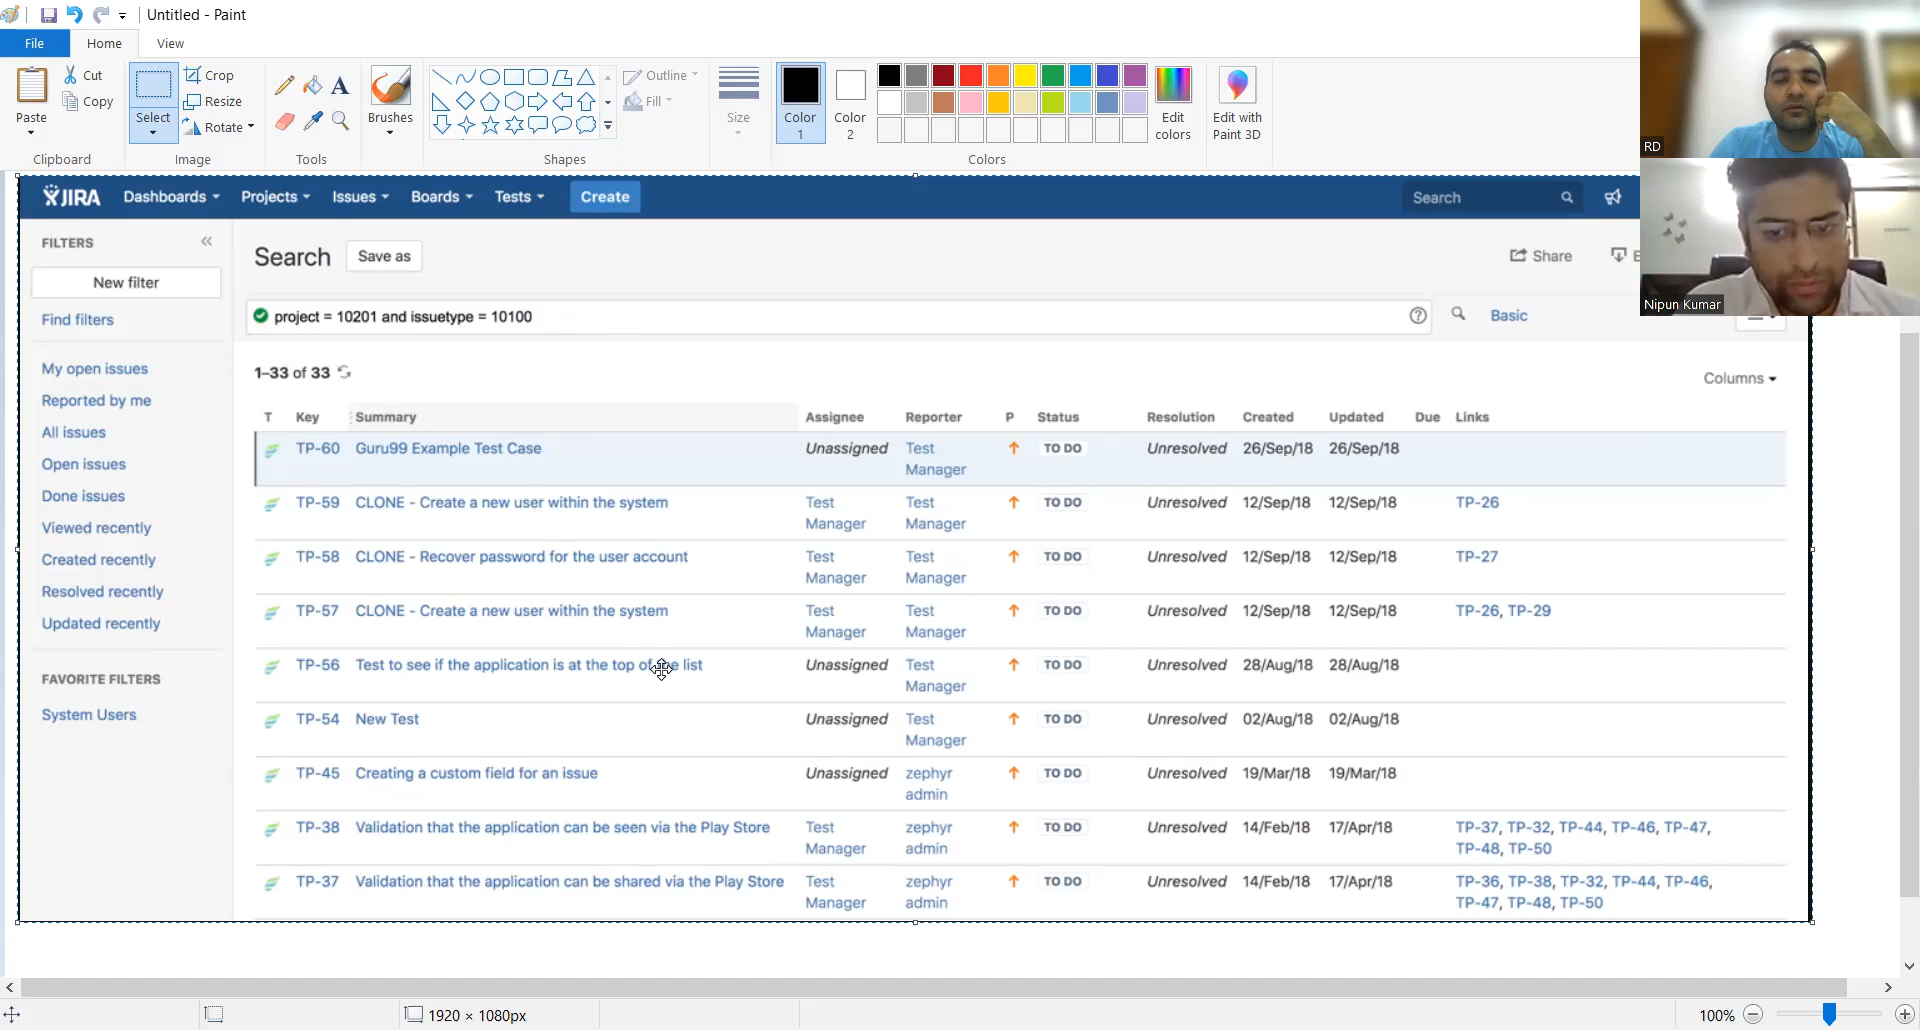 Untitled - Paint
File Home View
Paste
Cut
Copy
Clipboard
Select
Crop
Resize
Rotate
Image
Tools
Brushes
Shapes
Outline
Fill
Size
Color 1
Color 2
Colors
Edit colors
Edit with Paint 3D
RD
Nipun Kumar
JIRA Dashboards Projects Issues Boards Tests Create Search
FILTERS
New filter
Find filters
My open issues
Reported by me
All issues
Open issues
Done issues
Viewed recently
Created recently
Resolved recently
Updated recently
FAVORITE FILTERS
System Users
Search Save as Share
project = 10201 and issuetype = 10100 Basic
1–33 of 33 Columns
T Key Summary Assignee Reporter P Status Resolution Created Updated Due Links
TP-60 Guru99 Example Test Case Unassigned Test Manager TO DO Unresolved 26/Sep/18 26/Sep/18
TP-59 CLONE - Create a new user within the system Test Manager Test Manager TO DO Unresolved 12/Sep/18 12/Sep/18 TP-26
TP-58 CLONE - Recover password for the user account Test Manager Test Manager TO DO Unresolved 12/Sep/18 12/Sep/18 TP-27
TP-57 CLONE - Create a new user within the system Test Manager Test Manager TO DO Unresolved 12/Sep/18 12/Sep/18 TP-26, TP-29
TP-56 Test to see if the application is at the top of the list Unassigned Test Manager TO DO Unresolved 28/Aug/18 28/Aug/18
TP-54 New Test Unassigned Test Manager TO DO Unresolved 02/Aug/18 02/Aug/18
TP-45 Creating a custom field for an issue Unassigned zephyr admin TO DO Unresolved 19/Mar/18 19/Mar/18
TP-38 Validation that the application can be seen via the Play Store Test Manager zephyr admin TO DO Unresolved 14/Feb/18 17/Apr/18 TP-37, TP-32, TP-44, TP-46, TP-47, TP-48, TP-50
TP-37 Validation that the application can be shared via the Play Store Test Manager zephyr admin TO DO Unresolved 14/Feb/18 17/Apr/18 TP-36, TP-38, TP-32, TP-44, TP-46, TP-47, TP-48, TP-50
1920 × 1080px 100%